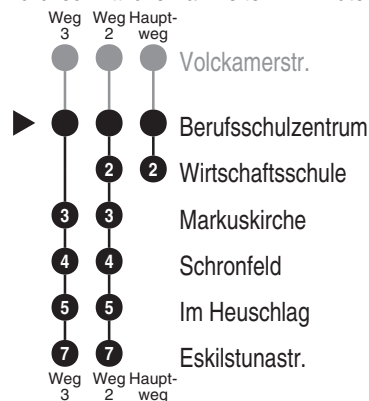 Weg Weg Haupt-
3 2 weg
Volckamerstr.
Berufsschulzentrum
2 2 Wirtschaftsschule
3 3 Markuskirche
4 4 Schronfeld
5 5 Im Heuschlag
7 7 Eskilstunastr.
Weg Weg Haupt-
3 2 weg